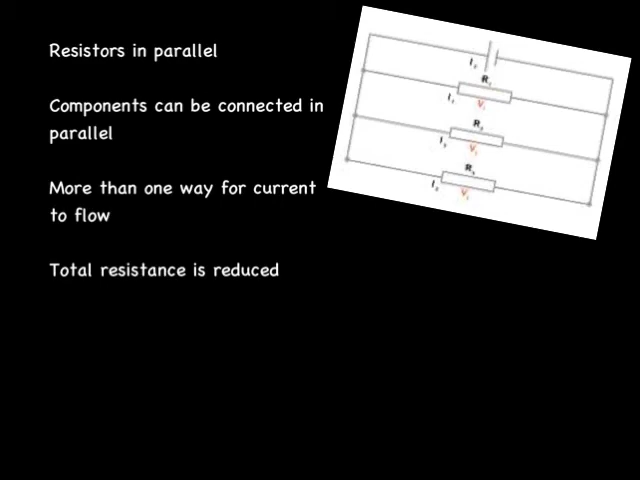 Resistors in parallel
Components can be connected in
parallel
More than one way for current
to flow
Total resistance is reduced